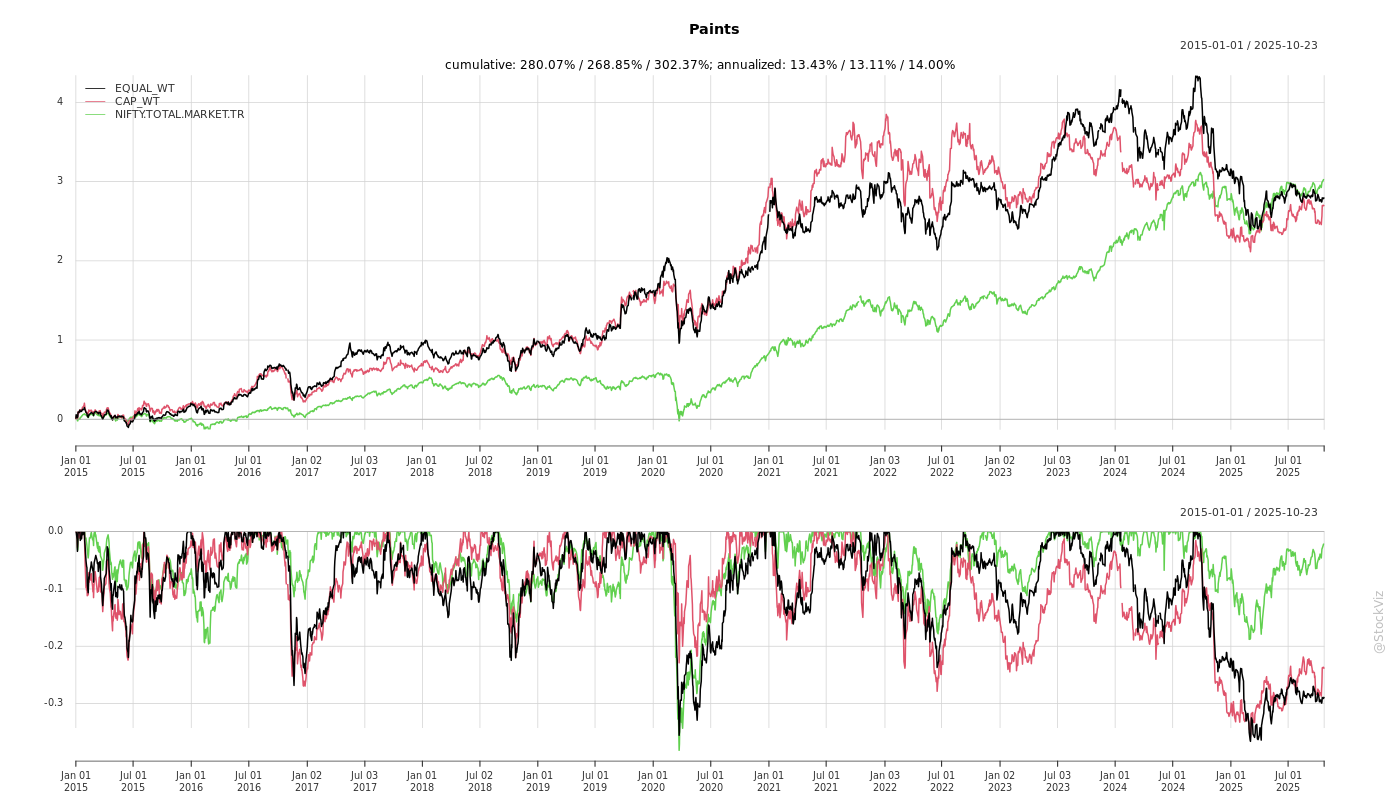 Paints
2015-01-01 / 2025-10-23
cumulative: 280.07% / 268.85% / 302.37%; annualized: 13.43% / 13.11% / 14.00%
EQUAL_WT
CAP_WT
NIFTY.TOTAL.MARKET.TR
4
3
2
1
0
Jan 01 2015
Jul 01 2015
Jan 01 2016
Jul 01 2016
Jan 02 2017
Jul 03 2017
Jan 01 2018
Jul 02 2018
Jan 01 2019
Jul 01 2019
Jan 01 2020
Jul 01 2020
Jan 01 2021
Jul 01 2021
Jan 03 2022
Jul 01 2022
Jan 02 2023
Jul 03 2023
Jan 01 2024
Jul 01 2024
Jan 01 2025
Jul 01 2025
2015-01-01 / 2025-10-23
0.0
-0.1
-0.2
-0.3
Jan 01 2015
Jul 01 2015
Jan 01 2016
Jul 01 2016
Jan 02 2017
Jul 03 2017
Jan 01 2018
Jul 02 2018
Jan 01 2019
Jul 01 2019
Jan 01 2020
Jul 01 2020
Jan 01 2021
Jul 01 2021
Jan 03 2022
Jul 01 2022
Jan 02 2023
Jul 03 2023
Jan 01 2024
Jul 01 2024
Jan 01 2025
Jul 01 2025
@StockViz